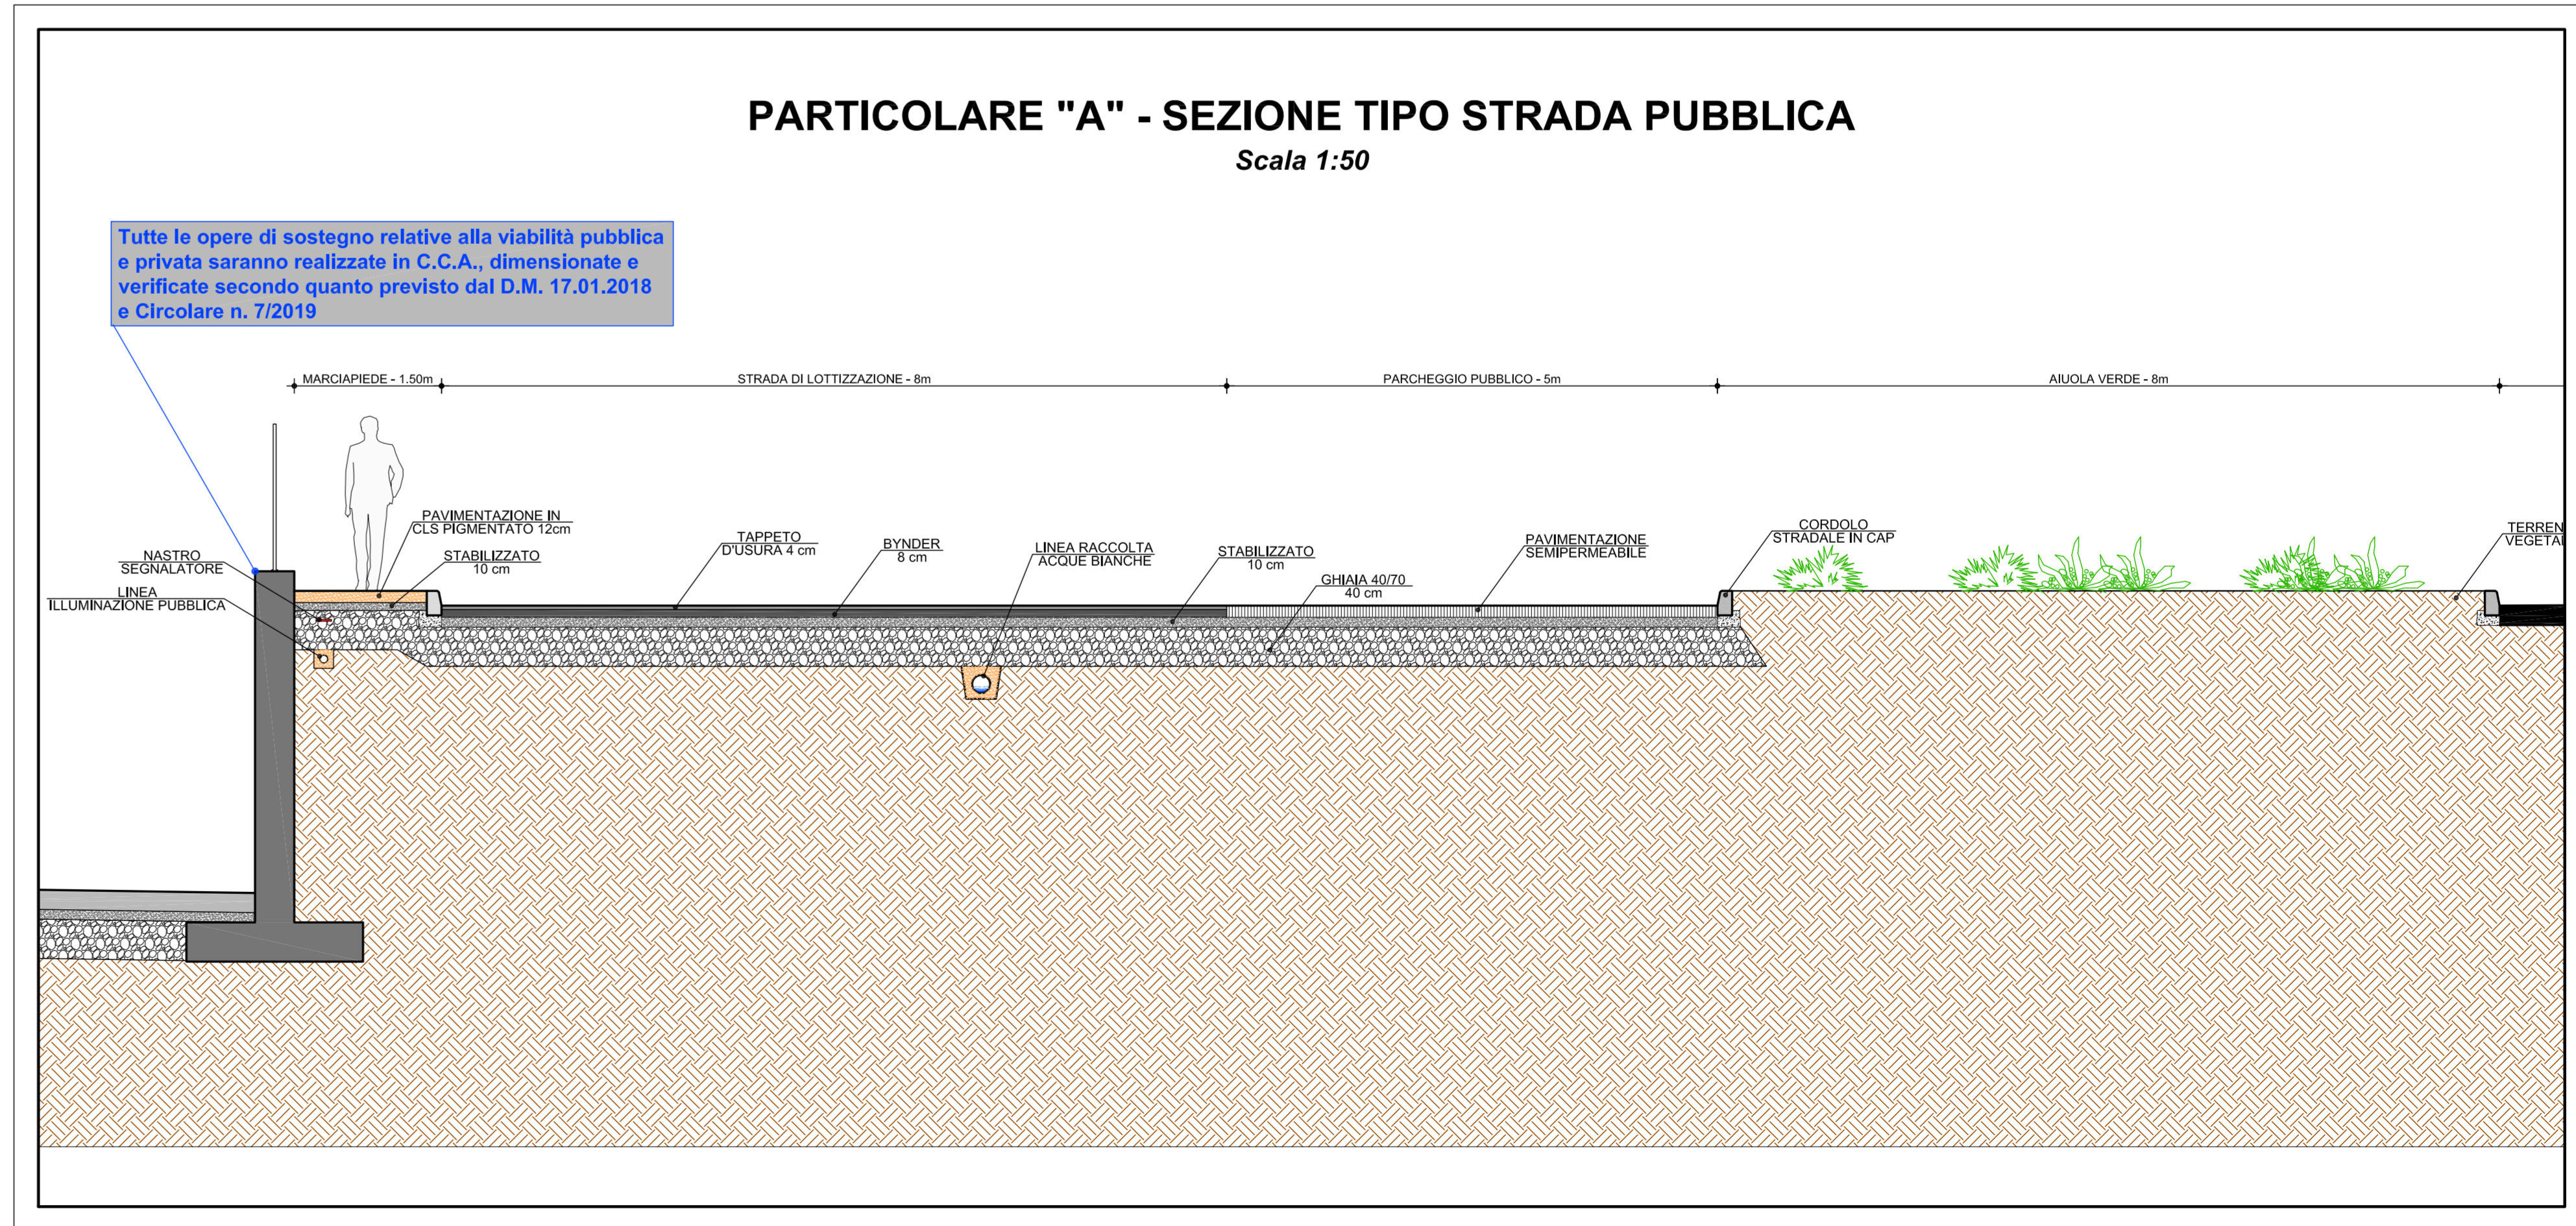 PARTICOLARE "A" - SEZIONE TIPO STRADA PUBBLICA
Scala 1:50
Tutte le opere di sostegno relative alla viabilità pubblica
e privata saranno realizzate in C.C.A., dimensionate e
verificate secondo quanto previsto dal D.M. 17.01.2018
e Circolare n. 7/2019
MARCIAPIEDE - 1.50m
STRADA DI LOTTIZZAZIONE - 8m
PARCHEGGIO PUBBLICO - 5m
AIUOLA VERDE - 8m
PAVIMENTAZIONE IN
CLS PIGMENTATO 12cm
STABILIZZATO
10 cm
NASTRO
SEGNALATORE
LINEA
ILLUMINAZIONE PUBBLICA
TAPPETO
D'USURA 4 cm
BYNDER
8 cm
LINEA RACCOLTA
ACQUE BIANCHE
STABILIZZATO
10 cm
GHIAIA 40/70
40 cm
PAVIMENTAZIONE
SEMIPERMEABILE
CORDOLO
STRADALE IN CAP
TERREN
VEGETAL